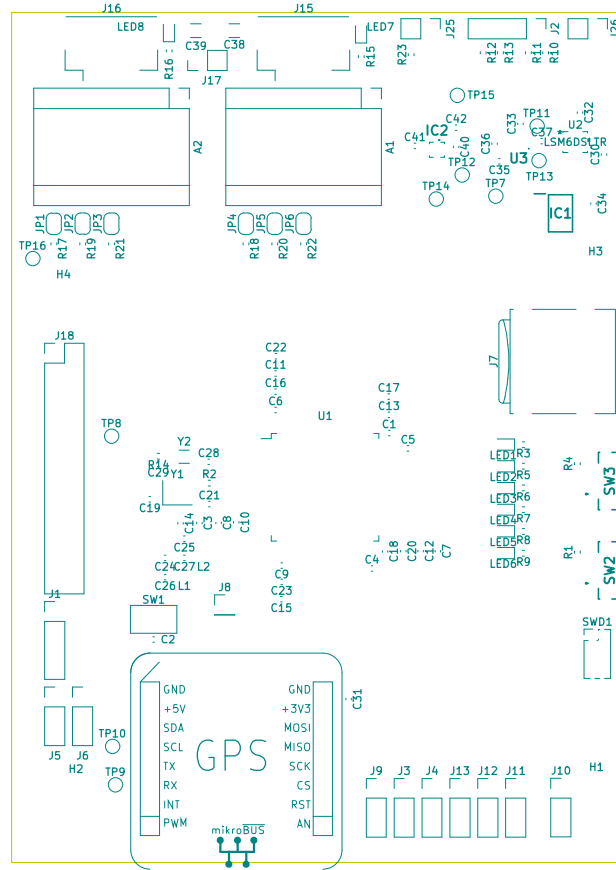 J16
J15
LED8
LED7
J25
J2
J26
C39
C38
R16
R15
R23
R12
R13
R11
R10
J17
TP15
A2
A1
C42
IC2
C41
C40
C36
C33
TP11
C37
U2
C32
LSM6DSLTR
C30
U3
C35
TP13
TP12
TP14
TP7
IC1
C34
JP1
JP2
JP3
JP4
JP5
JP6
TP16
R17
R19
R21
R18
R20
R22
H4
H3
J18
C22
C11
C16
C6
C17
C13
C1
J7
U1
TP8
C5
Y2
R14
C28
C29
Y1
R2
C21
C19
LED1
R3
R4
LED2
R5
LED3
R6
SW3
LED4
R7
LED5
R8
LED6
R9
R1
SW2
C14
C3
C8
C10
C25
C24
C27
L2
C26
L1
C9
C23
C15
C4
C18
C20
C12
C7
J1
SW1
J8
C2
SWD1
GND
+5V
SDA
SCL
TX
RX
INT
PWM
GPS
GND
+3V3
MOSI
MISO
SCK
CS
RST
AN
mikroBUS
C31
TP10
J5
J6
H2
TP9
H1
J9
J3
J4
J13
J12
J11
J10